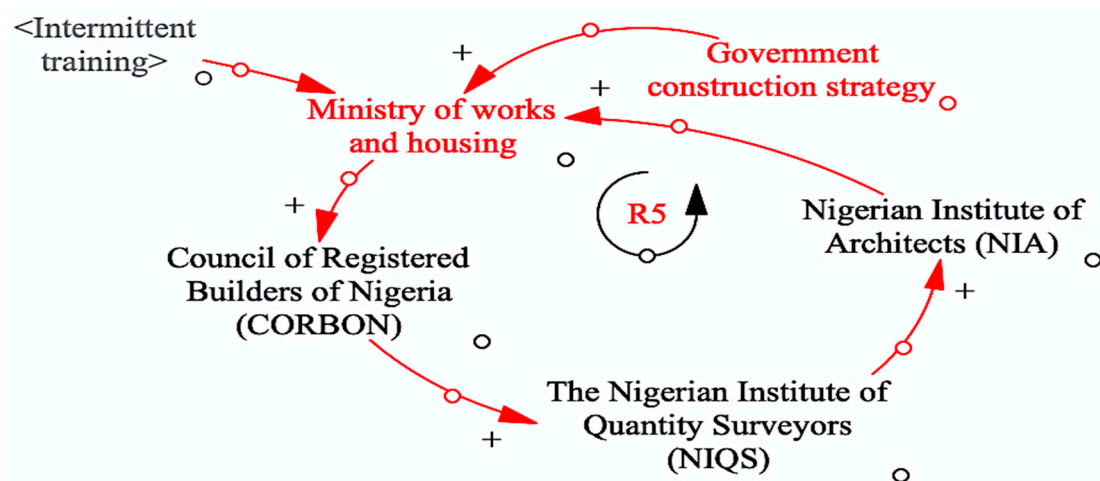 <Intermittent
training>
+
Government
construction strategy
+
Ministry of works
and housing
+
R5
Nigerian Institute of
Architects (NIA)
Council of Registered
Builders of Nigeria
(CORBON)
+
The Nigerian Institute of
Quantity Surveyors
(NIQS)
+